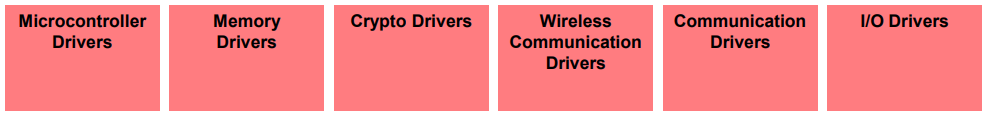 Microcontroller
Drivers
Memory
Drivers
Crypto Drivers
Wireless
Communication
Drivers
Communication
Drivers
I/O Drivers